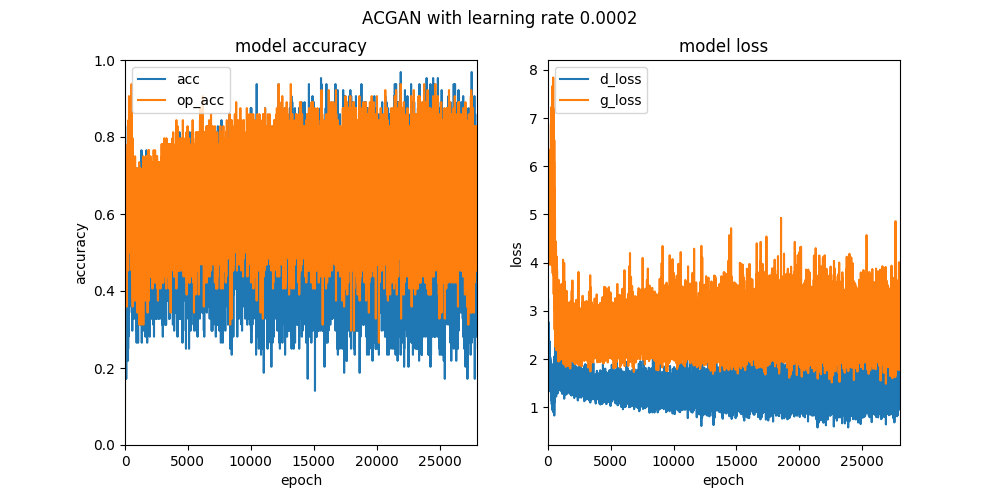 ACGAN with learning rate 0.0002
model accuracy
acc
op_acc
1.0
0.8
0.6
0.4
0.2
0.0
accuracy
0 5000 10000 15000 20000 25000
epoch
model loss
d_loss
g_loss
8
7
6
5
4
3
2
1
loss
0 5000 10000 15000 20000 25000
epoch